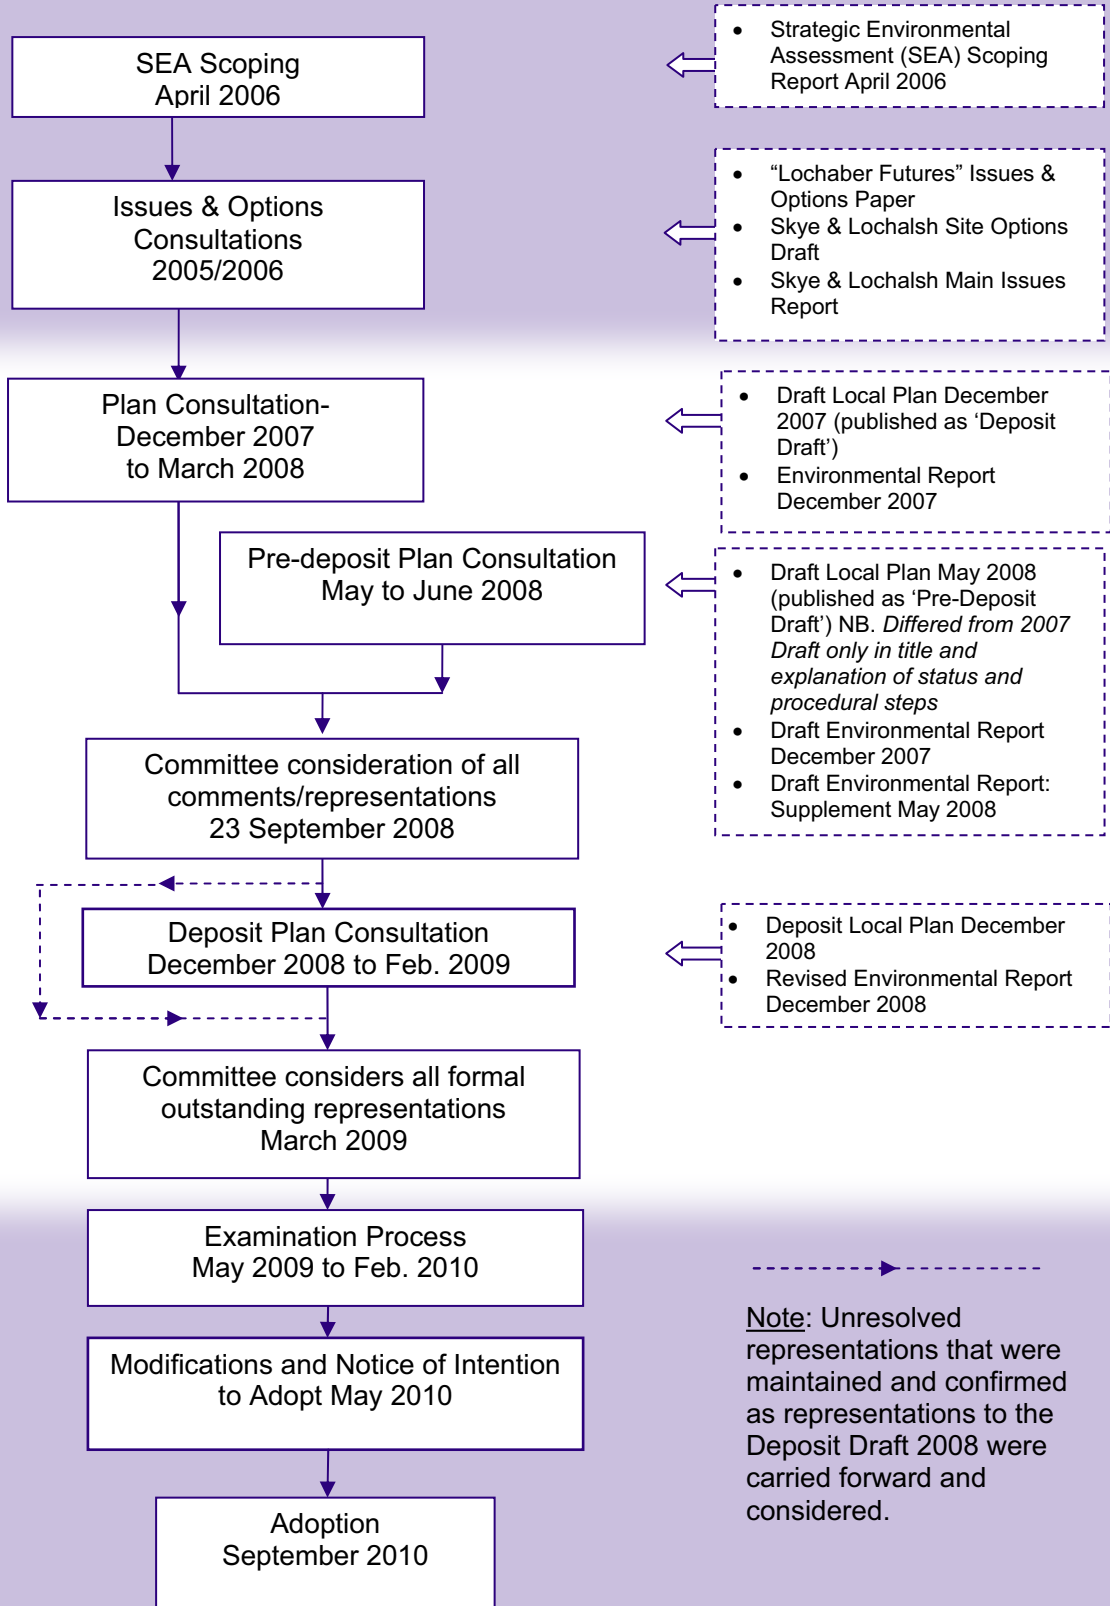 SEA Scoping
April 2006
• Strategic Environmental
Assessment (SEA) Scoping
Report April 2006
Issues & Options
Consultations
2005/2006
• “Lochaber Futures” Issues &
Options Paper
• Skye & Lochalsh Site Options
Draft
• Skye & Lochalsh Main Issues
Report
Plan Consultation-
December 2007
to March 2008
• Draft Local Plan December
2007 (published as ‘Deposit
Draft’)
• Environmental Report
December 2007
Pre-deposit Plan Consultation
May to June 2008
• Draft Local Plan May 2008
(published as ‘Pre-Deposit
Draft’) NB. Differed from 2007
Draft only in title and
explanation of status and
procedural steps
• Draft Environmental Report
December 2007
• Draft Environmental Report:
Supplement May 2008
Committee consideration of all
comments/representations
23 September 2008
Deposit Plan Consultation
December 2008 to Feb. 2009
• Deposit Local Plan December
2008
• Revised Environmental Report
December 2008
Committee considers all formal
outstanding representations
March 2009
Examination Process
May 2009 to Feb. 2010
Modifications and Notice of Intention
to Adopt May 2010
Adoption
September 2010
Note: Unresolved
representations that were
maintained and confirmed
as representations to the
Deposit Draft 2008 were
carried forward and
considered.